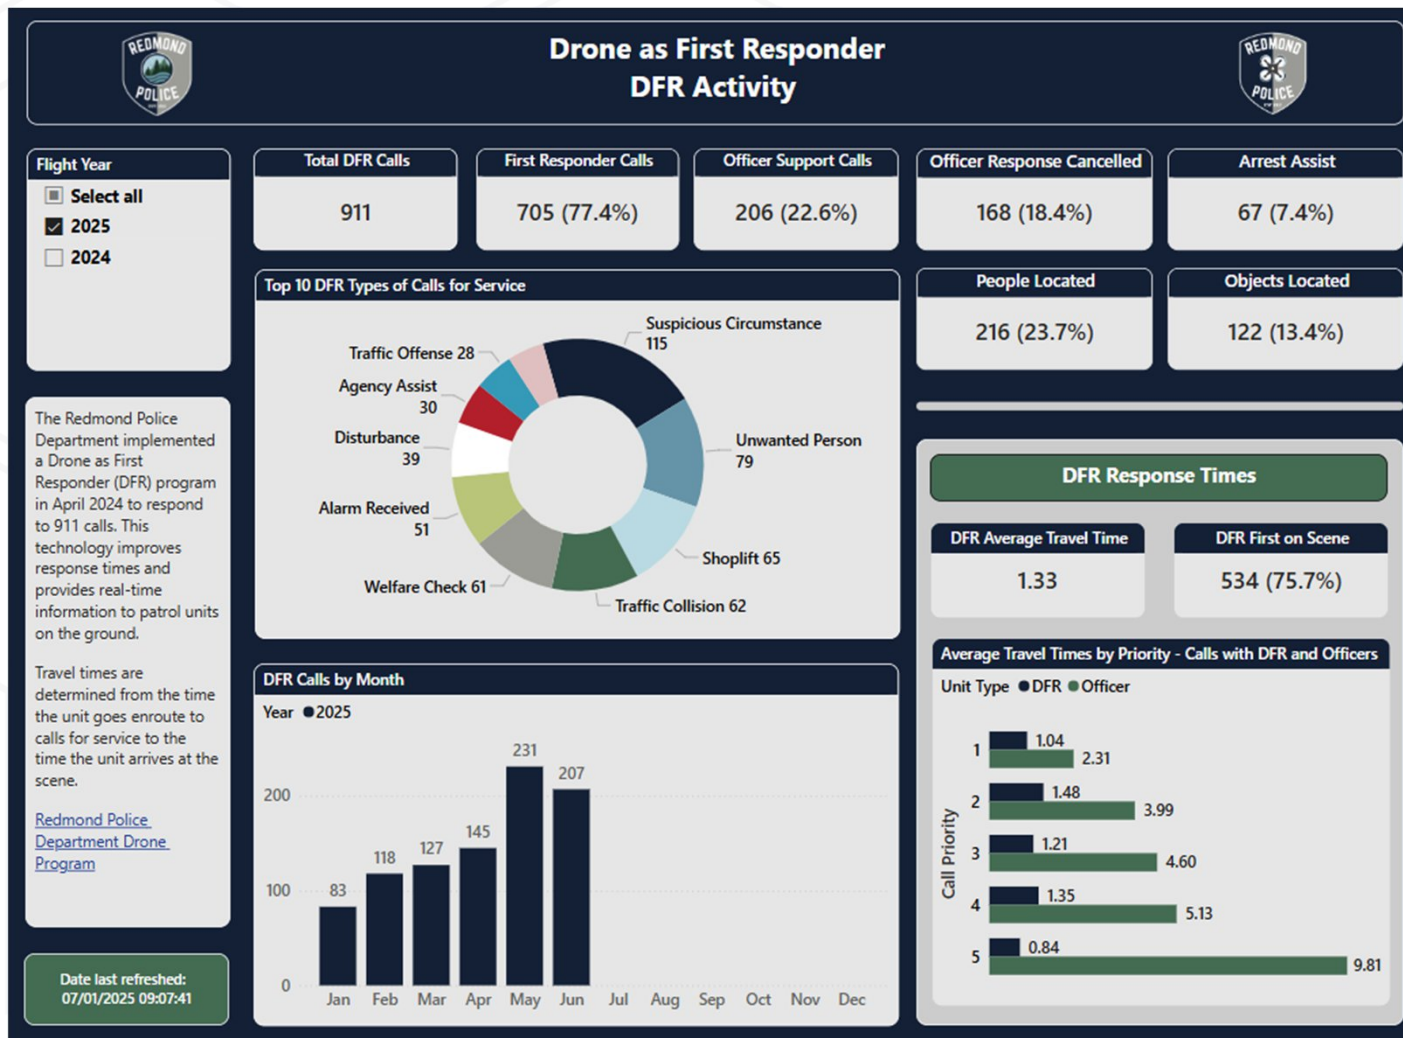 REDMOND
POLICE
Drone as First Responder
DFR Activity
REDMOND
POLICE
Flight Year
Select all
2025
2024
Total DFR Calls
911
First Responder Calls
705 (77.4%)
Officer Support Calls
206 (22.6%)
Officer Response Cancelled
168 (18.4%)
Arrest Assist
67 (7.4%)
People Located
216 (23.7%)
Objects Located
122 (13.4%)
The Redmond Police
Department implemented
a Drone as First
Responder (DFR) program
in April 2024 to respond
to 911 calls. This
technology improves
response times and
provides real-time
information to patrol units
on the ground.
Travel times are
determined from the time
the unit goes enroute to
calls for service to the
time the unit arrives at the
scene.
Redmond Police
Department Drone
Program
Date last refreshed:
07/01/2025 09:07:41
Top 10 DFR Types of Calls for Service
Suspicious Circumstance
115
Unwanted Person
79
Shoplift 65
Traffic Collision 62
Welfare Check 61
Alarm Received
51
Disturbance
39
Agency Assist
30
Traffic Offense 28
DFR Calls by Month
Year 2025
200
100
0
83
118
127
145
231
207
Jan Feb Mar Apr May Jun Jul Aug Sep Oct Nov Dec
DFR Response Times
DFR Average Travel Time
1.33
DFR First on Scene
534 (75.7%)
Average Travel Times by Priority - Calls with DFR and Officers
Unit Type DFR Officer
Call Priority
1 1.04
2.31
2 1.48
3.99
3 1.21
4.60
4 1.35
5.13
5 0.84
9.81